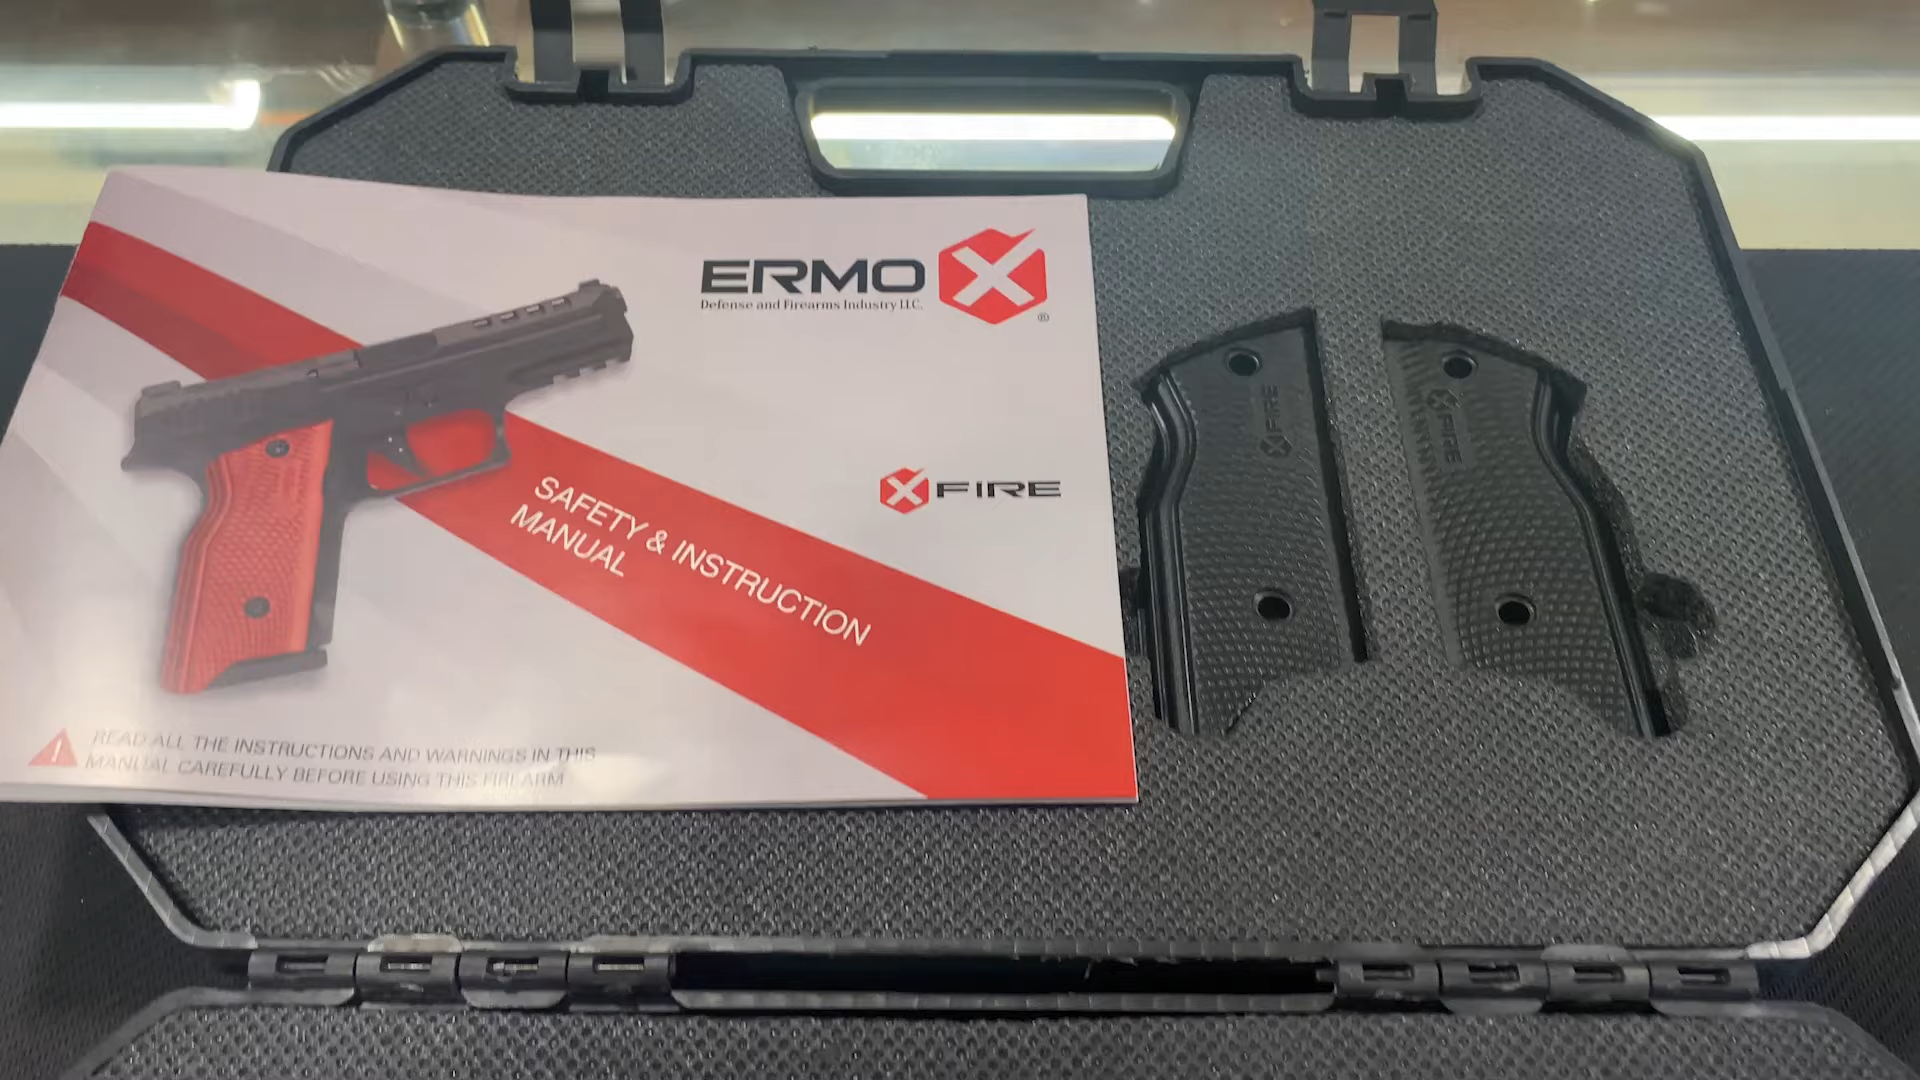 ERMO X
Defense and Firearms Industry LLC.
®
X FIRE
SAFETY & INSTRUCTION
MANUAL
READ ALL THE INSTRUCTIONS AND WARNINGS IN THIS
MANUAL CAREFULLY BEFORE USING THIS FIREARM
X FIRE
X FIRE